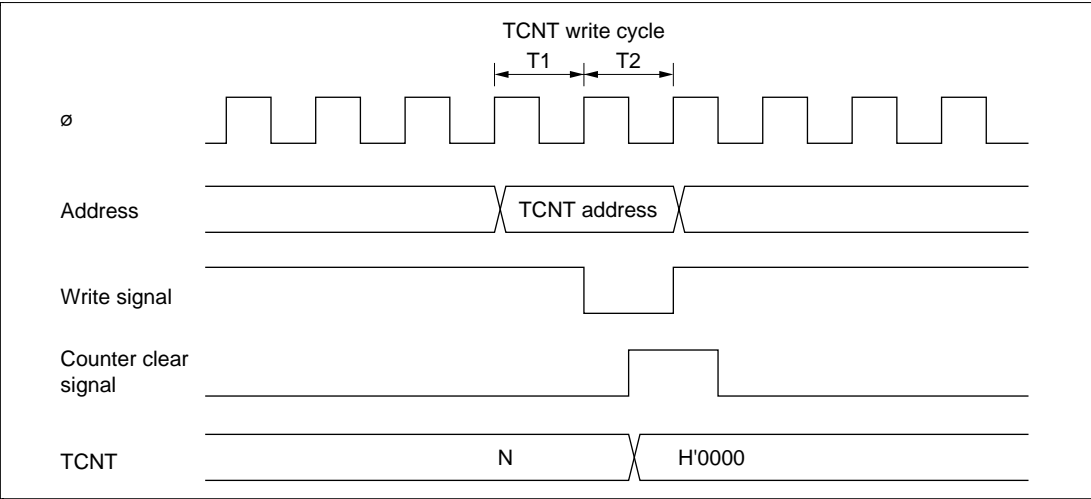 TCNT write cycle
T1 T2
ø
Address
TCNT address
Write signal
Counter clear
signal
TCNT
N
H'0000